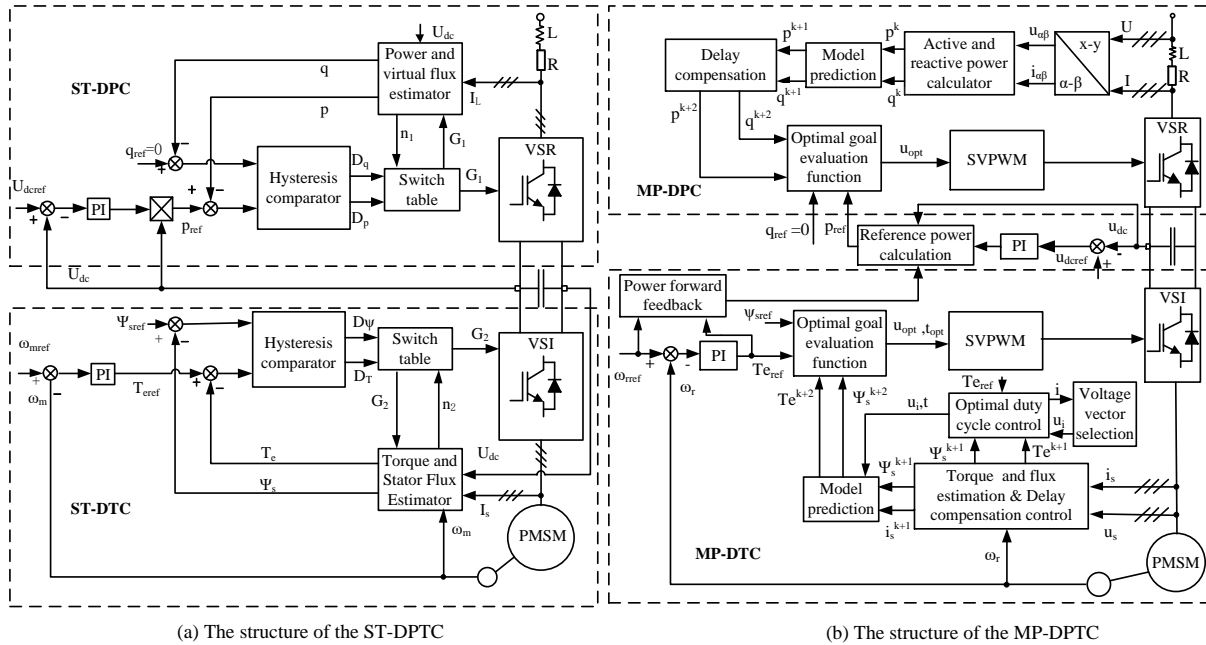 ST-DPC
U_dc
L
R
Power and
virtual flux
estimator
I_L
q
p
n_1
G_1
VSR
q_ref=0
D_q
D_p
Hysteresis
comparator
Switch
table
G_1
U_dcref
PI
p_ref
U_dc
Ψ_sref
Hysteresis
comparator
Dψ
D_T
Switch
table
G_2
VSI
ω_mref
PI
T_eref
ω_m
G_2
n_2
U_dc
T_e
Ψ_s
Torque and
Stator Flux
Estimator
I_s
ST-DTC
ω_m
PMSM
(a) The structure of the ST-DPTC
p^k+1
p^k
u_αβ
U
Delay
compensation
Model
prediction
Active and
reactive power
calculator
x-y
α-β
L
R
i_αβ
I
q^k+1
q^k
p^k+2
q^k+2
VSR
Optimal goal
evaluation
function
u_opt
SVPWM
MP-DPC
q_ref=0
p_ref
Reference power
calculation
PI
u_dcref
u_dc
Power forward
feedback
ψ_sref
Optimal goal
evaluation
function
u_opt ,t_opt
SVPWM
VSI
PI
Te_ref
ω_rref
ω_r
Te^k+2
Ψ_s^k+2
Te_ref
i
u_i,t
Optimal duty
cycle control
u_i
Voltage
vector
selection
Ψ_s^k+1
Te^k+1
Ψ_s^k+1
Model
prediction
i_s^k+1
Torque and flux
estimation & Delay
compensation control
i_s
u_s
MP-DTC
ω_r
PMSM
(b) The structure of the MP-DPTC